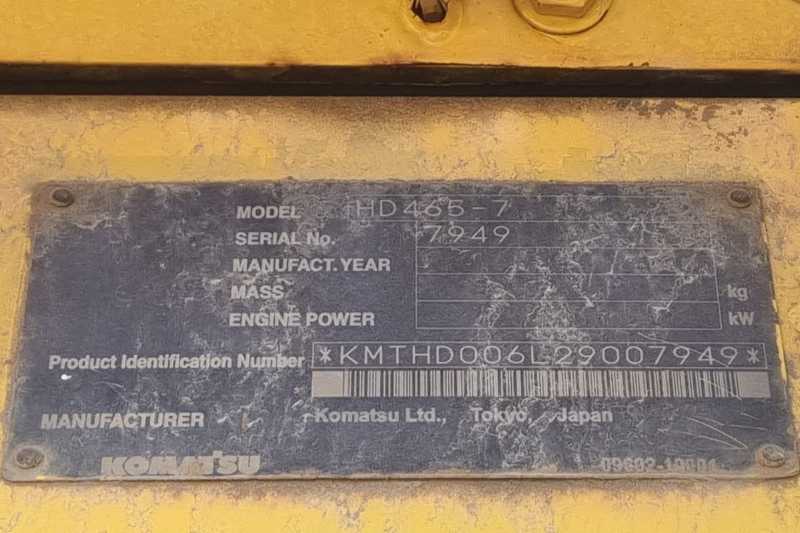 MODEL HD465-7
SERIAL No. 7949
MANUFACT. YEAR
MASS kg
ENGINE POWER kW
Product Identification Number *KMTHD006L29007949*
MANUFACTURER Komatsu Ltd., Tokyo, Japan
KOMATSU